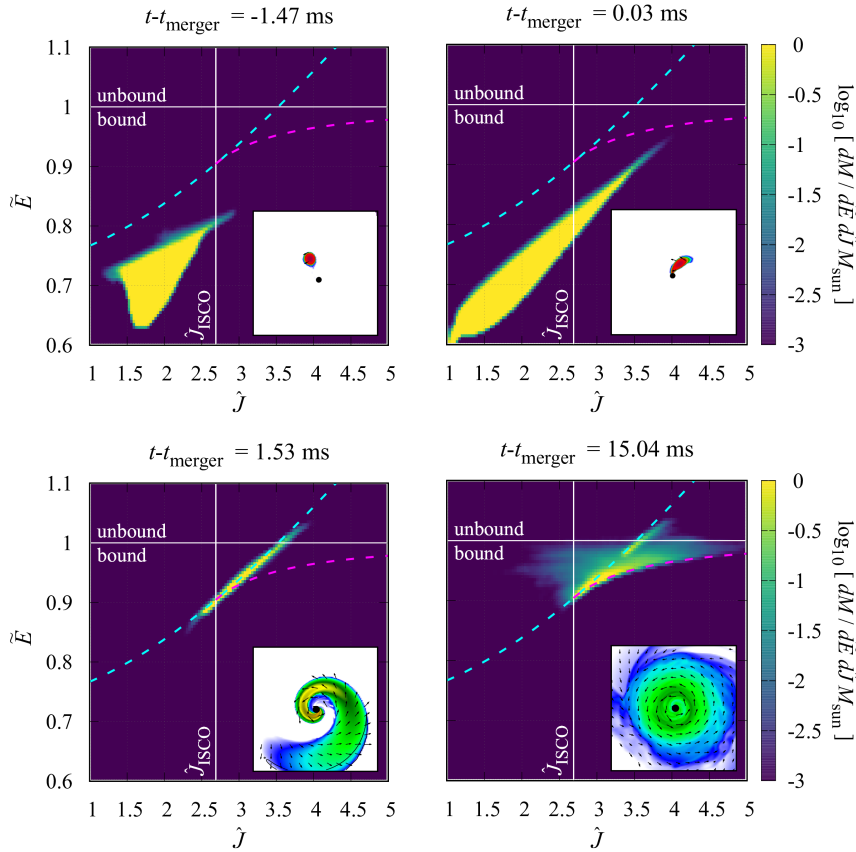 t-t_merger = -1.47 ms
t-t_merger = 0.03 ms
1.1
1
0.9
0.8
0.7
0.6
Ẽ
unbound
bound
Ĵ_ISCO
1 1.5 2 2.5 3 3.5 4 4.5 5
Ĵ
unbound
bound
Ĵ_ISCO
1 1.5 2 2.5 3 3.5 4 4.5 5
Ĵ
0
-0.5
-1
-1.5
-2
-2.5
-3
log₁₀ [ dM / dẼ dĴ M_sun ]
t-t_merger = 1.53 ms
t-t_merger = 15.04 ms
1.1
1
0.9
0.8
0.7
0.6
Ẽ
unbound
bound
Ĵ_ISCO
1 1.5 2 2.5 3 3.5 4 4.5 5
Ĵ
unbound
bound
Ĵ_ISCO
1 1.5 2 2.5 3 3.5 4 4.5 5
Ĵ
0
-0.5
-1
-1.5
-2
-2.5
-3
log₁₀ [ dM / dẼ dĴ M_sun ]